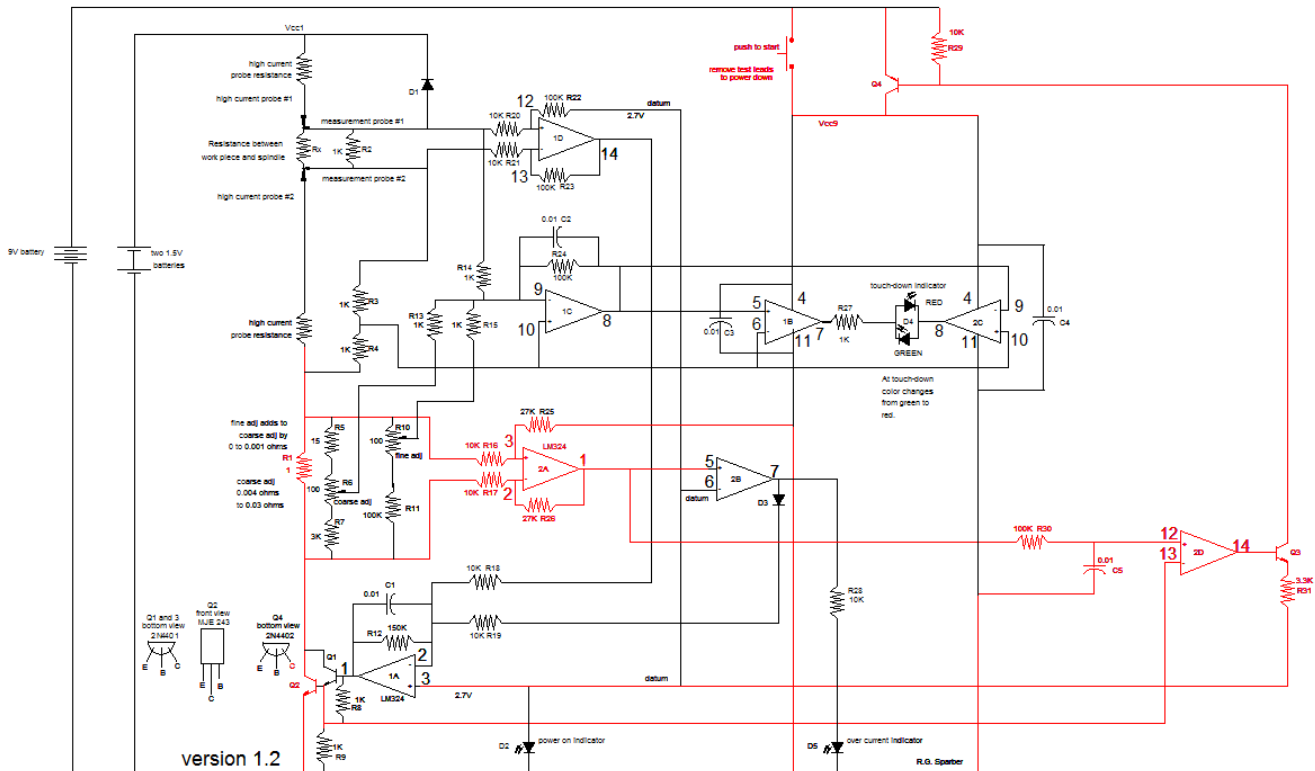 Vcc1
high current
probe resistance
high current probe #1
D1
push to start
remove test leads
to power down
10K
R29
Q4
Vcc9
12
100K R22
datum
2.7V
10K R20
measurement probe #1
Rx
1K
R2
Resistance between
work piece and spindle
1D
14
10K R21
measurement probe #2
13
100K R23
high current probe #2
9V battery
two 1.5V
batteries
0.01 C2
R24
100K
R14
1K
1K
R3
R13
1K
1K
R15
9
1C
10
8
touch-down indicator
RED
R27
D4
5
4
6
1B
7
11
0.01
C3
1K
GREEN
4
9
2C
8
10
11
0.01
C4
high current
probe resistance
1K
R4
At touch-down
color changes
from green to
red.
fine adj adds to
coarse adj by
0 to 0.001 ohms
R5
15
R10
100
fine adj
27K R25
LM324
10K R16
3
2A
1
R1
1
R6
100
coarse adj
coarse adj
0.004 ohms
to 0.03 ohms
10K R17
2
27K R26
R11
100K
R7
3K
5
7
6
2B
datum
D3
100K R30
12
13
2D
14
Q3
0.01
C5
3.3K
R31
10K R18
C1
0.01
R12
150K
10K R19
R28
10K
Q1 and 3
bottom view
2N4401
Q2
front view
MJE 243
Q4
bottom view
2N4402
E
B
C
E
B
C
E
B
C
Q1
Q2
1
1A
2
3
LM324
1K
R8
2.7V
datum
1K
R9
D2
power on indicator
D5
over current indicator
version 1.2
R.G. Sparber